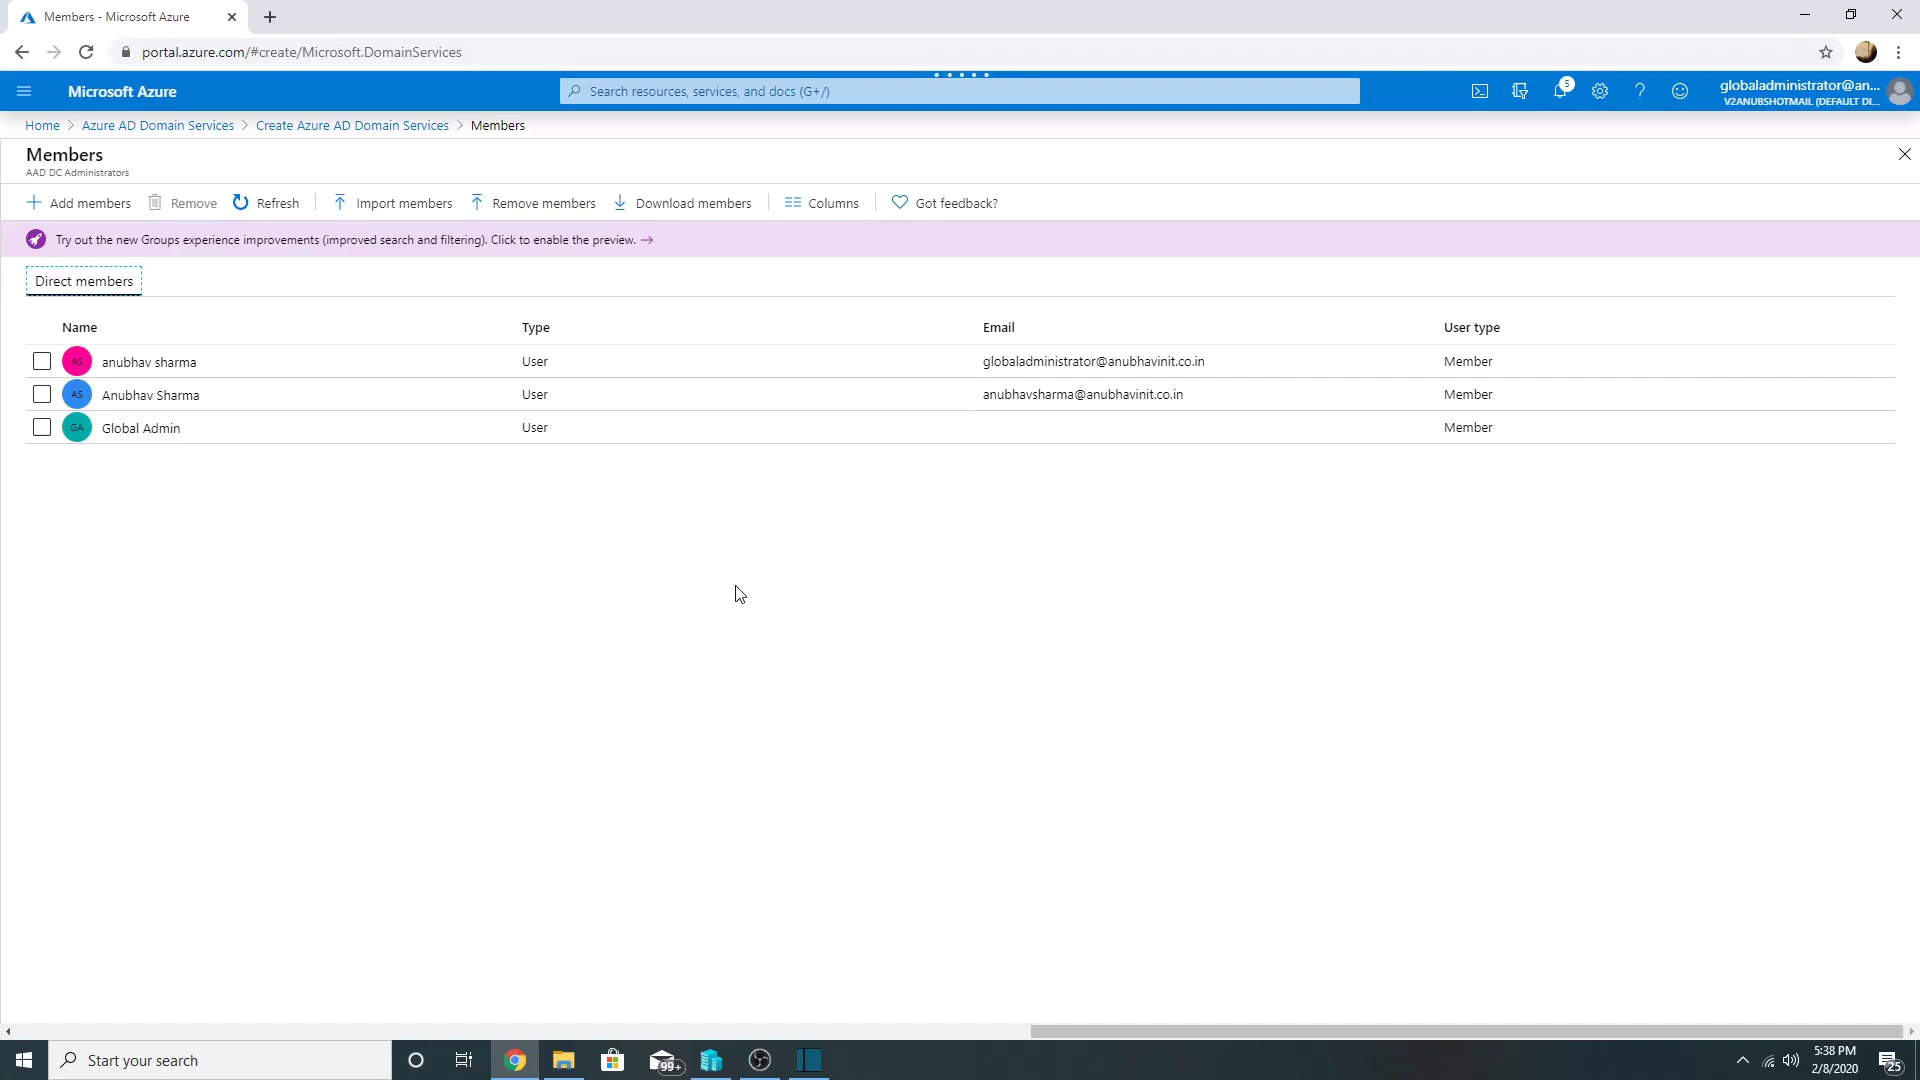 Members - Microsoft Azure
portal.azure.com/#create/Microsoft.DomainServices
Microsoft Azure
Search resources, services, and docs (G+/)
5
globaladministrator@an...
V2ANUBSHOTMAIL (DEFAULT DI...
Home > Azure AD Domain Services > Create Azure AD Domain Services > Members
Members
AAD DC Administrators
Add members Remove Refresh Import members Remove members Download members Columns Got feedback?
Try out the new Groups experience improvements (improved search and filtering). Click to enable the preview. →
Direct members
Name Type Email User type
AS anubhav sharma User globaladministrator@anubhavinit.co.in Member
AS Anubhav Sharma User anubhavsharma@anubhavinit.co.in Member
GA Global Admin User Member
Start your search
99+
5:38 PM
2/8/2020
25